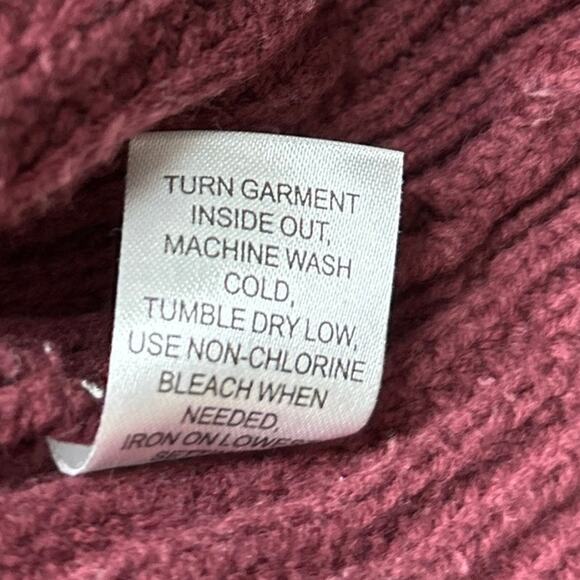 TURN GARMENT
INSIDE OUT,
MACHINE WASH
COLD,
TUMBLE DRY LOW,
USE NON-CHLORINE
BLEACH WHEN
NEEDED,
IRON ON